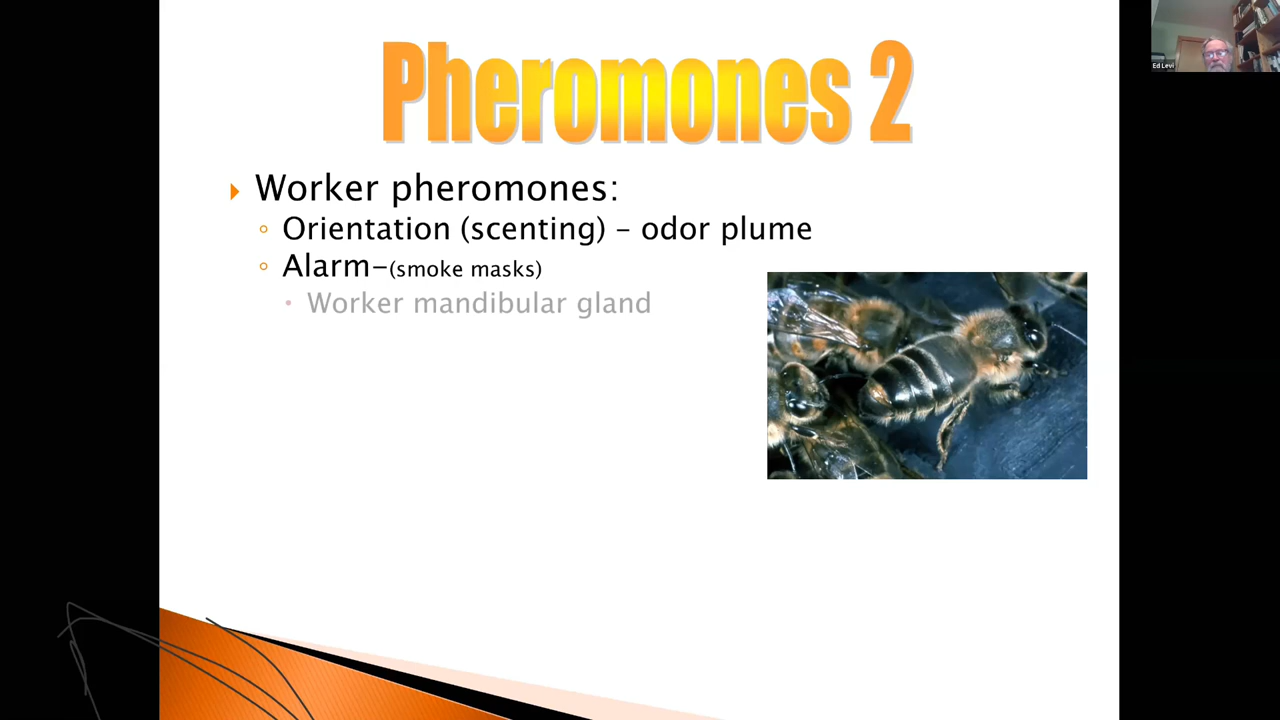 Pheromones 2
Ed Levi
Worker pheromones:
Orientation (scenting) – odor plume
Alarm–(smoke masks)
Worker mandibular gland